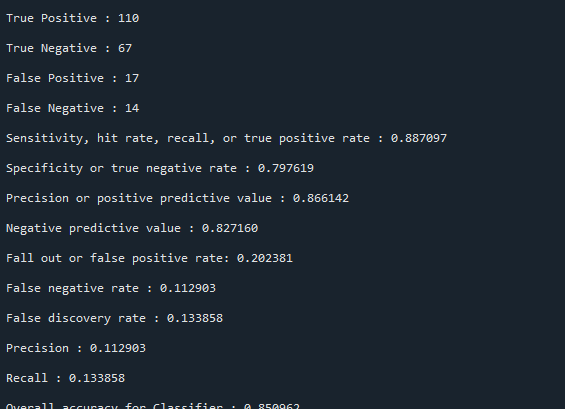 True Positive : 110
True Negative : 67
False Positive : 17
False Negative : 14
Sensitivity, hit rate, recall, or true positive rate : 0.887097
Specificity or true negative rate : 0.797619
Precision or positive predictive value : 0.866142
Negative predictive value : 0.827160
Fall out or false positive rate: 0.202381
False negative rate : 0.112903
False discovery rate : 0.133858
Precision : 0.112903
Recall : 0.133858
Overall accuracy for Classifier : 0.850962